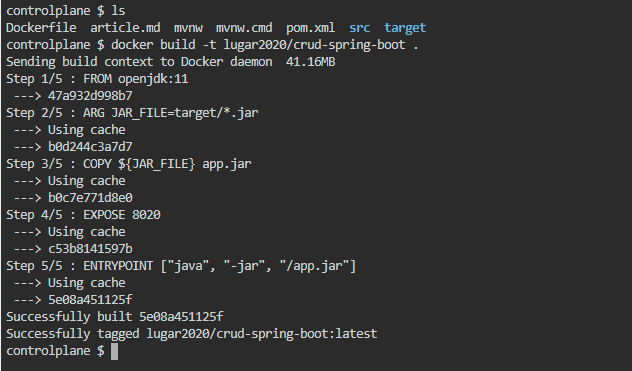 controlplane $ ls
Dockerfile  article.md  mvnw  mvnw.cmd  pom.xml  src  target
controlplane $ docker build -t lugar2020/crud-spring-boot .
Sending build context to Docker daemon  41.16MB
Step 1/5 : FROM openjdk:11
 ---> 47a932d998b7
Step 2/5 : ARG JAR_FILE=target/*.jar
 ---> Using cache
 ---> b0d244c3a7d7
Step 3/5 : COPY ${JAR_FILE} app.jar
 ---> Using cache
 ---> b0c7e771d8e0
Step 4/5 : EXPOSE 8020
 ---> Using cache
 ---> c53b8141597b
Step 5/5 : ENTRYPOINT ["java", "-jar", "/app.jar"]
 ---> Using cache
 ---> 5e08a451125f
Successfully built 5e08a451125f
Successfully tagged lugar2020/crud-spring-boot:latest
controlplane $